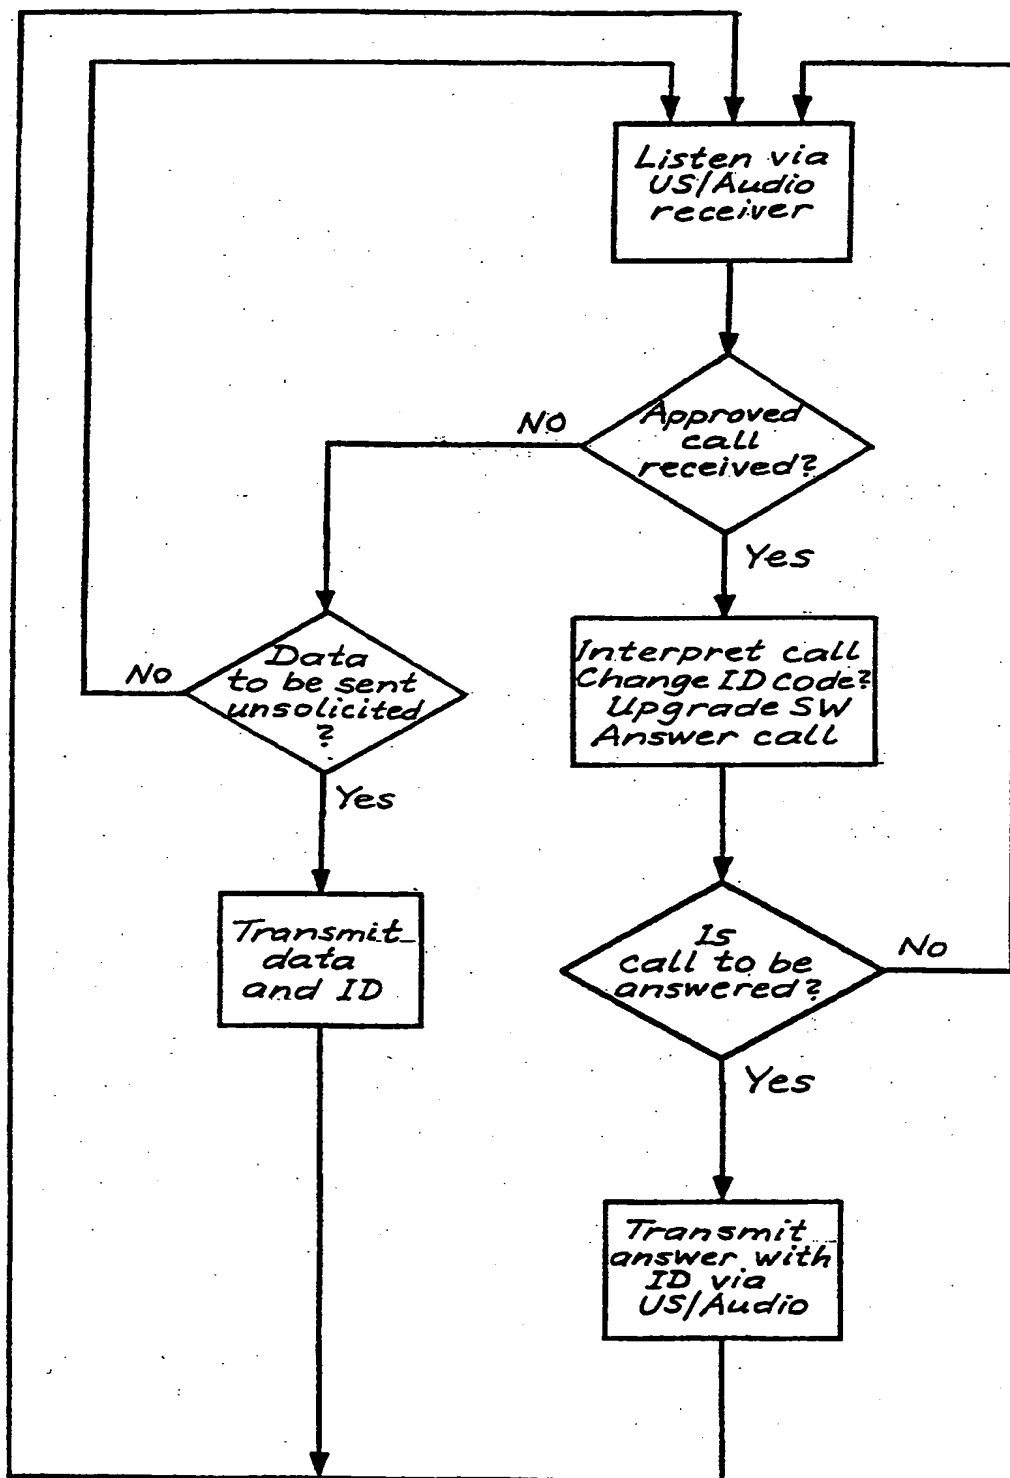 Listen via
US/Audio
receiver
Approved
call
received?
NO
Yes
Interpret call
Change ID code?
Upgrade SW
Answer call
Data
to be sent
unsolicited
?
No
Yes
Transmit
data
and ID
Is
call to be
answered?
No
Yes
Transmit
answer with
ID via
US/Audio